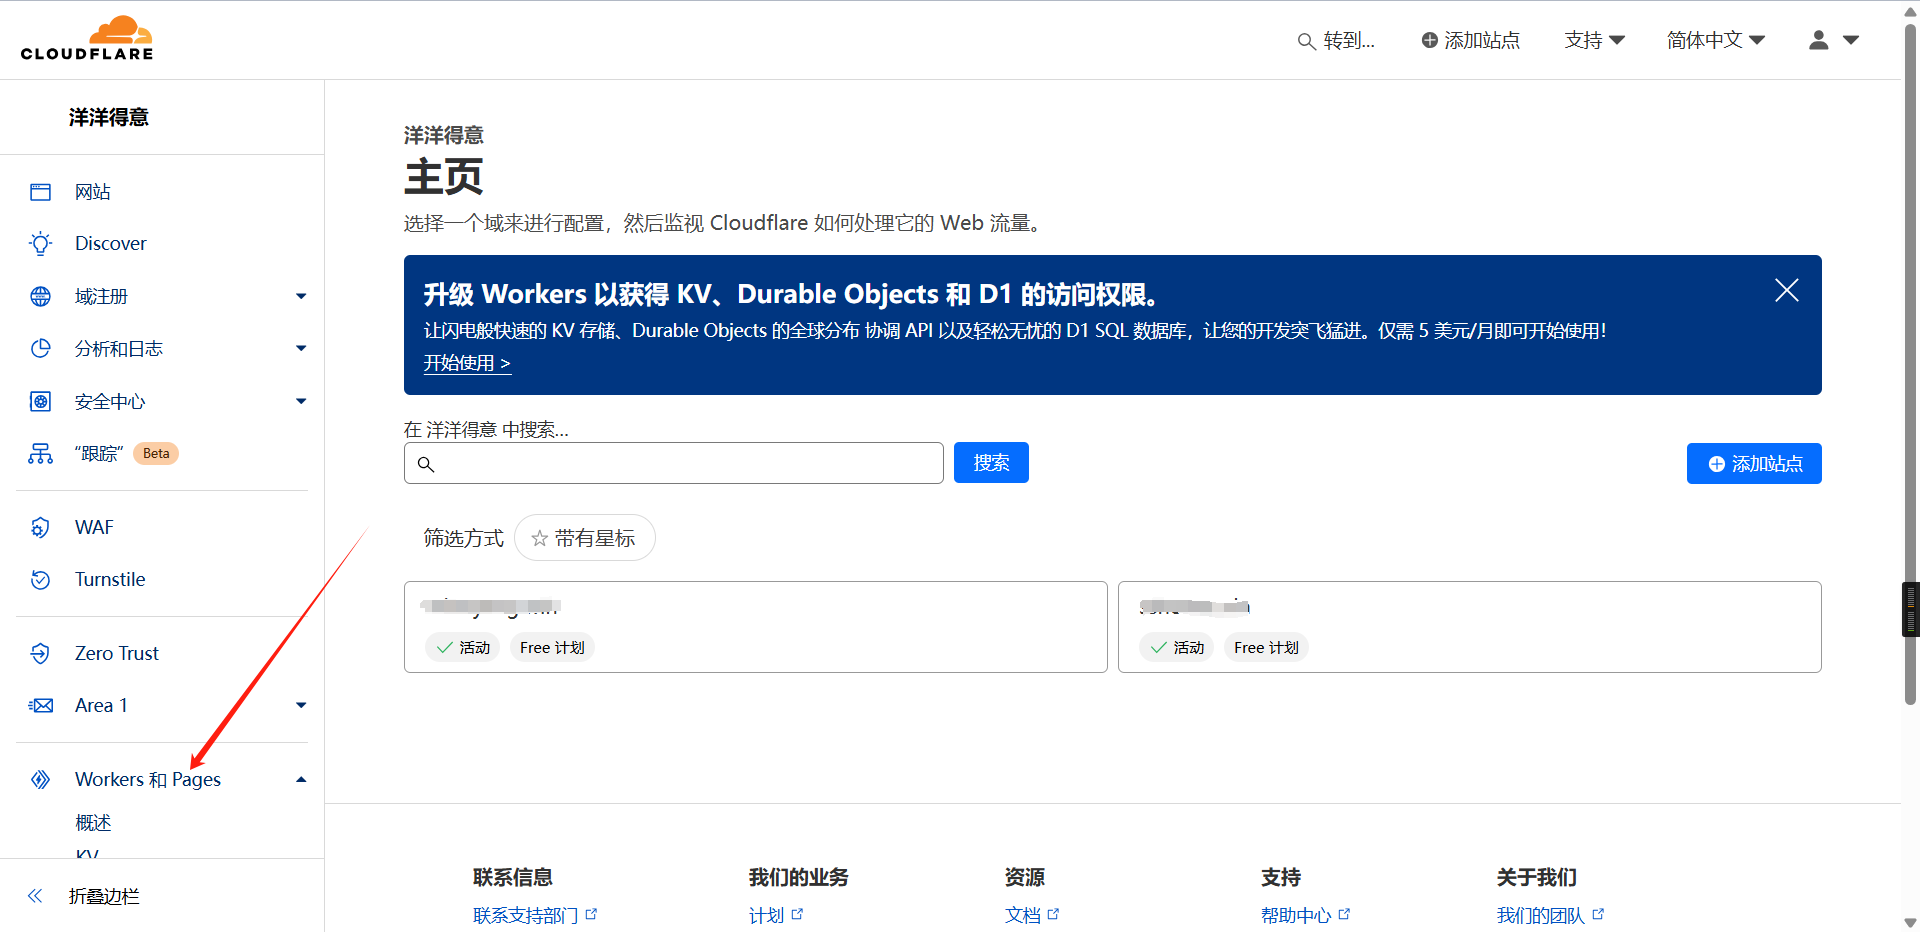 CLOUDFLARE
转到...
添加站点
支持
简体中文
洋洋得意
网站
Discover
域注册
分析和日志
安全中心
“跟踪” Beta
WAF
Turnstile
Zero Trust
Area 1
Workers 和 Pages
概述
KV
折叠边栏
洋洋得意
主页
选择一个域来进行配置，然后监视 Cloudflare 如何处理它的 Web 流量。
升级 Workers 以获得 KV、Durable Objects 和 D1 的访问权限。
让闪电般快速的 KV 存储、Durable Objects 的全球分布 协调 API 以及轻松无忧的 D1 SQL 数据库，让您的开发突飞猛进。仅需 5 美元/月即可开始使用！
开始使用 >
在 洋洋得意 中搜索...
搜索
添加站点
筛选方式 带有星标
活动 Free 计划
活动 Free 计划
联系信息
联系支持部门
我们的业务
计划
资源
文档
支持
帮助中心
关于我们
我们的团队